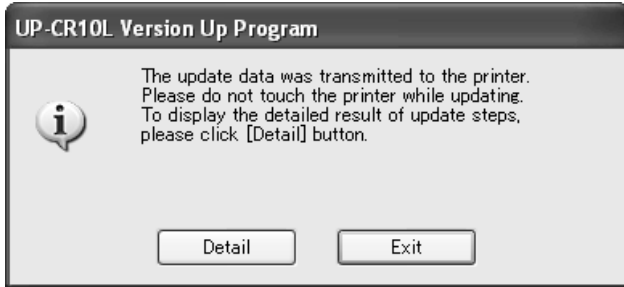 UP-CR10L Version Up Program
The update data was transmitted to the printer.
Please do not touch the printer while updating.
To display the detailed result of update steps,
please click [Detail] button.
Detail
Exit